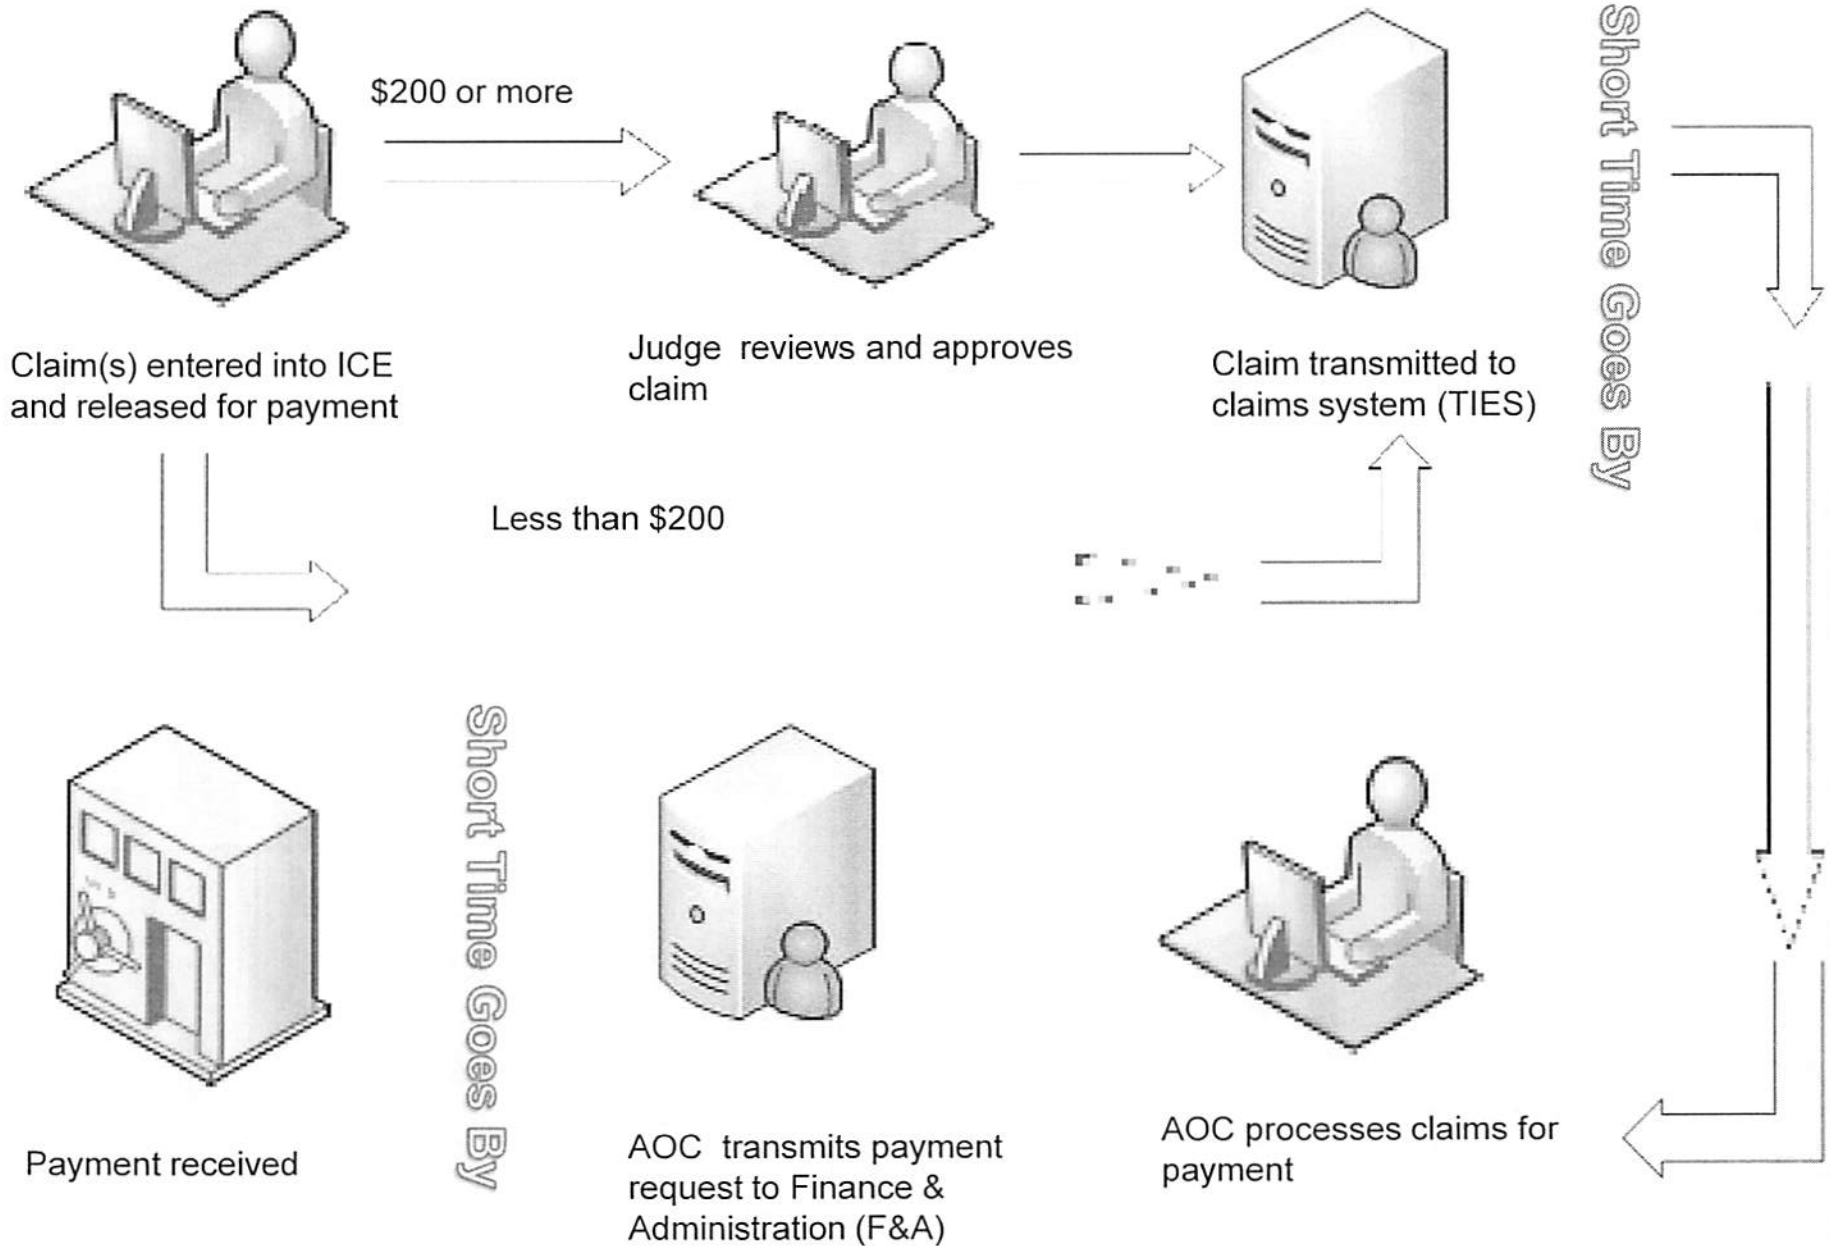 $200 or more
Claim(s) entered into ICE
and released for payment
Judge reviews and approves
claim
Claim transmitted to
claims system (TIES)
Short Time Goes By
Less than $200
Payment received
Short Time Goes By
AOC transmits payment
request to Finance &
Administration (F&A)
AOC processes claims for
payment